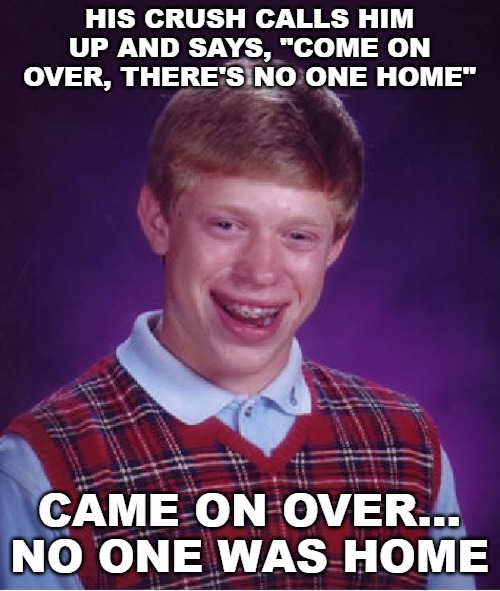 HIS CRUSH CALLS HIM
UP AND SAYS, "COME ON
OVER, THERE'S NO ONE HOME"
CAME ON OVER...
NO ONE WAS HOME